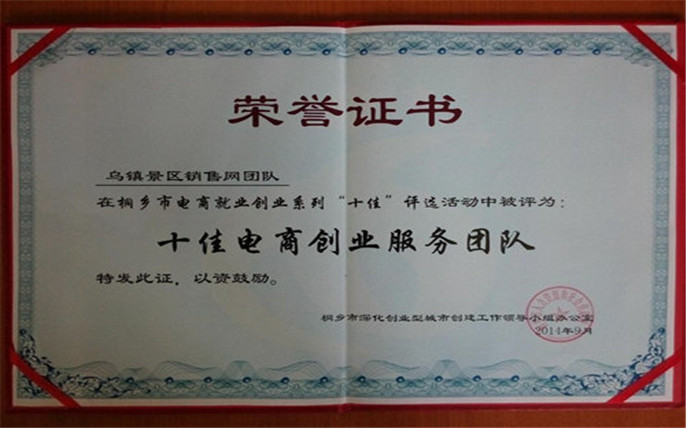 荣誉证书
乌镇景区销售网团队
在桐乡市电商就业创业系列“十佳”评选活动中被评为：
十佳电商创业服务团队
特发此证，以资鼓励。
桐乡市深化创业型城市创建工作领导小组办公室
2014年9月